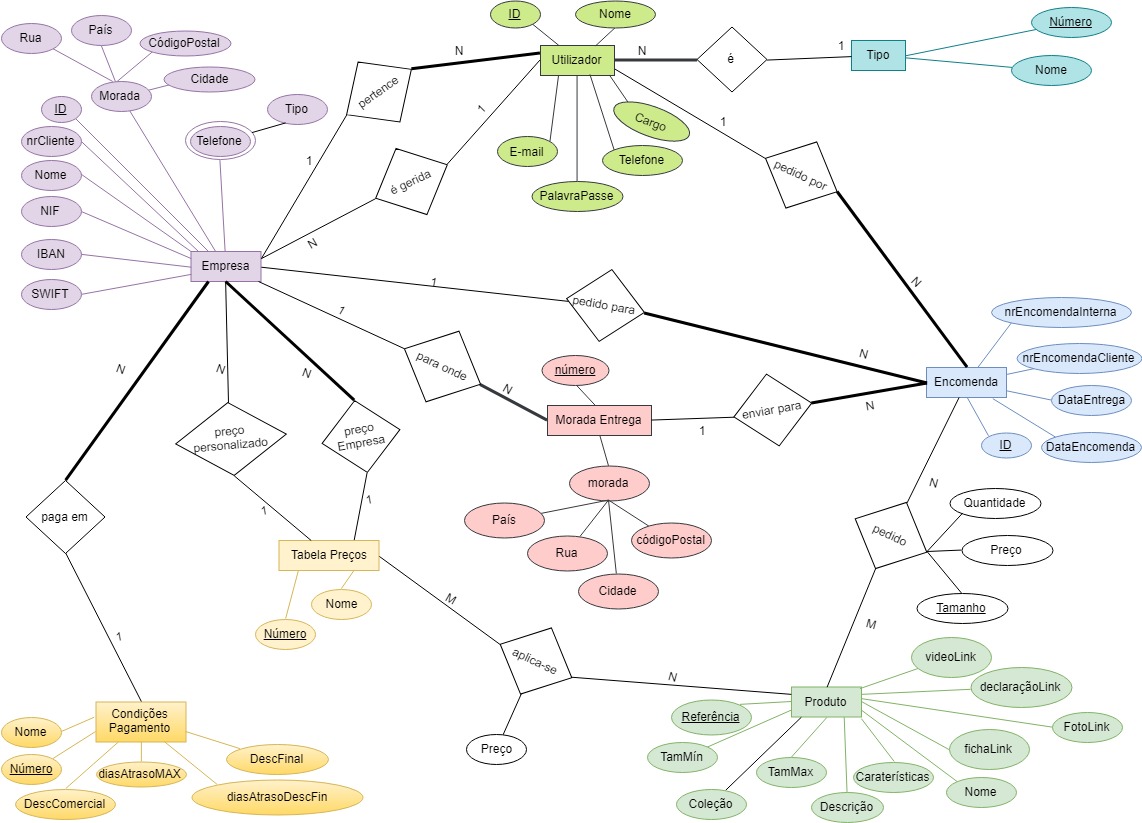 ID
Nome
Número
País
Rua
CódigoPostal
N
N
é
1
Tipo
Utilizador
Cidade
Nome
Morada
pertence
ID
Tipo
1
Cargo
1
nrCliente
Telefone
E-mail
Telefone
1
é gerida
pedido por
Nome
PalavraPasse
NIF
N
IBAN
Empresa
1
N
SWIFT
pedido para
nrEncomendaInterna
1
N
nrEncomendaCliente
para onde
N
N
N
número
Encomenda
N
N
enviar para
DataEntrega
Morada Entrega
1
preço
personalizado
preço
Empresa
ID
DataEncomenda
morada
N
1
1
Quantidade
paga em
País
códigoPostal
pedido
Preço
Tabela Preços
Rua
Cidade
M
Nome
Tamanho
Número
1
M
aplica-se
videoLink
N
declaraçãoLink
Produto
Condições
Pagamento
Referência
FotoLink
Nome
Preço
TamMín
fichaLink
Número
diasAtrasoMAX
DescFinal
TamMax
Caraterísticas
Nome
DescComercial
diasAtrasoDescFin
Coleção
Descrição